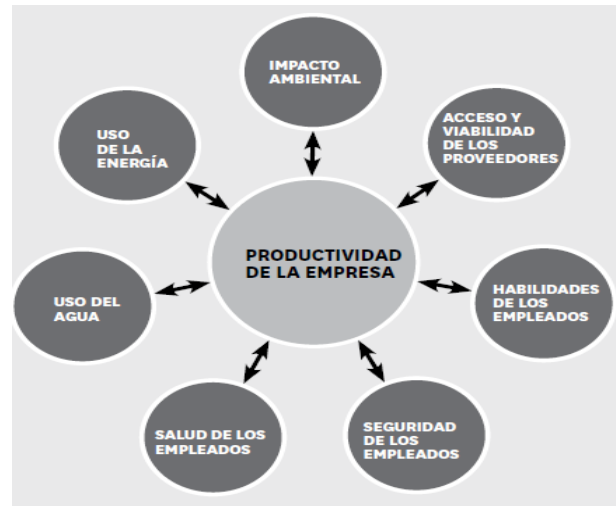 IMPACTO
AMBIENTAL
ACCESO Y
VIABILIDAD
DE LOS
PROVEEDORES
USO
DE LA
ENERGÍA
PRODUCTIVIDAD
DE LA EMPRESA
HABILIDADES
DE LOS
EMPLEADOS
USO DEL
AGUA
SALUD DE LOS
EMPLEADOS
SEGURIDAD
DE LOS
EMPLEADOS